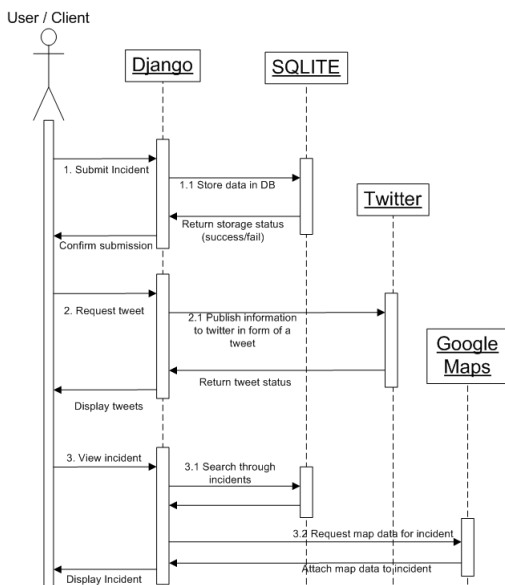 User / Client
Django
SQLITE
1. Submit Incident
1.1 Store data in DB
Twitter
Return storage status
(success/fail)
Confirm submission
2. Request tweet
2.1 Publish information
to twitter in form of a
tweet
Google
Maps
Return tweet status
Display tweets
3. View incident
3.1 Search through
incidents
3.2 Request map data for incident
Attach map data to incident
Display Incident